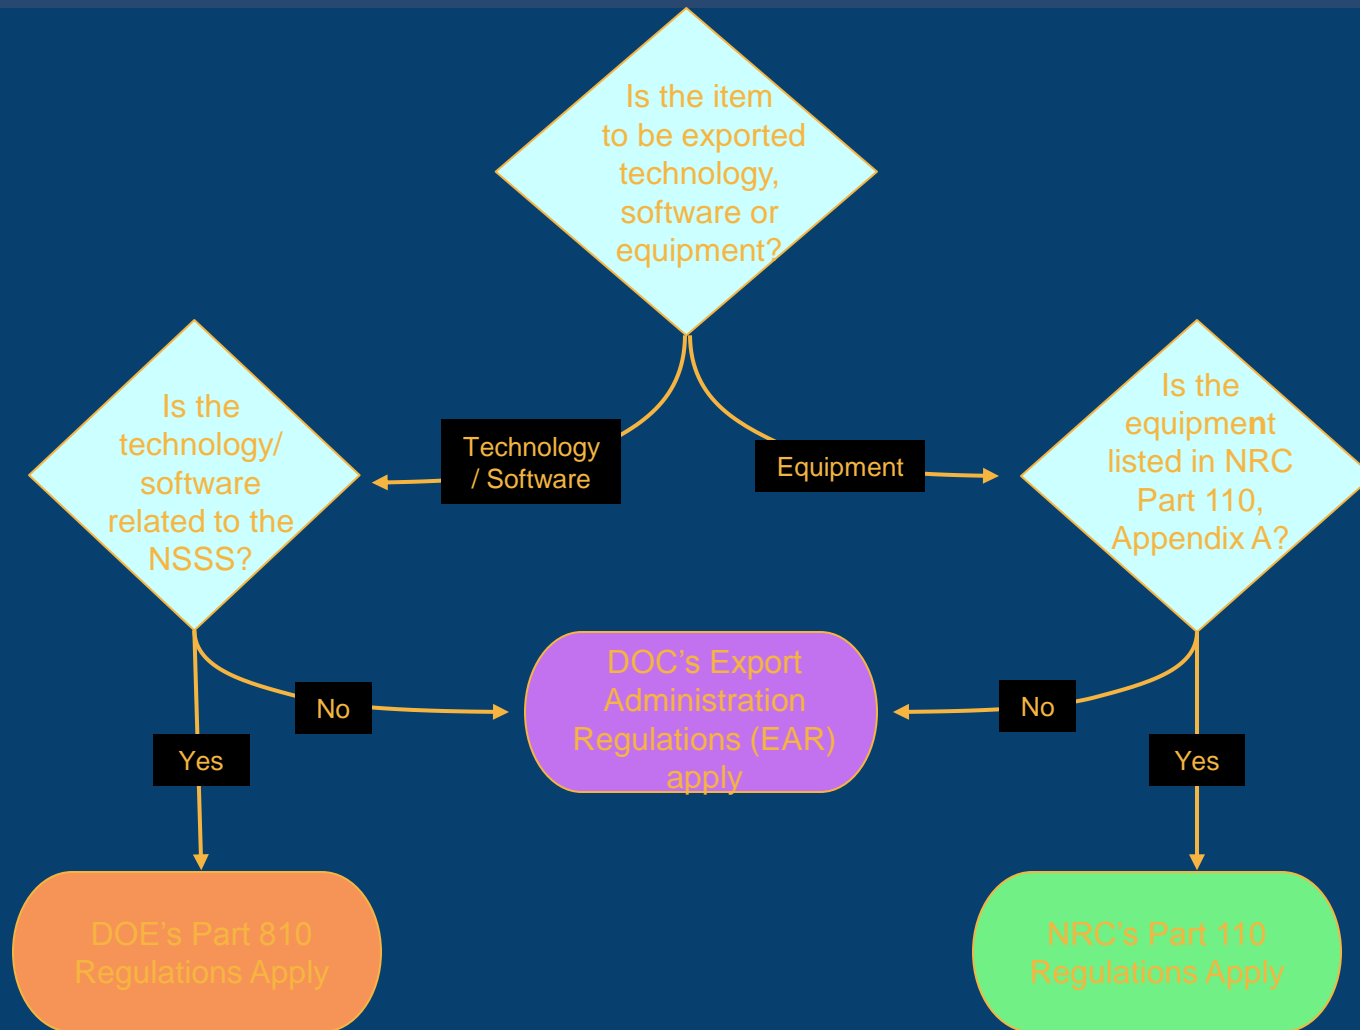 Is the item
to be exported
technology,
software or
equipment?
Is the
technology/
software
related to the
NSSS?
Technology
/ Software
Equipment
Is the
equipment
listed in NRC
Part 110,
Appendix A?
No
Yes
DOC's Export
Administration
Regulations (EAR)
apply
No
Yes
DOE's Part 810
Regulations Apply
NRC's Part 110
Regulations Apply